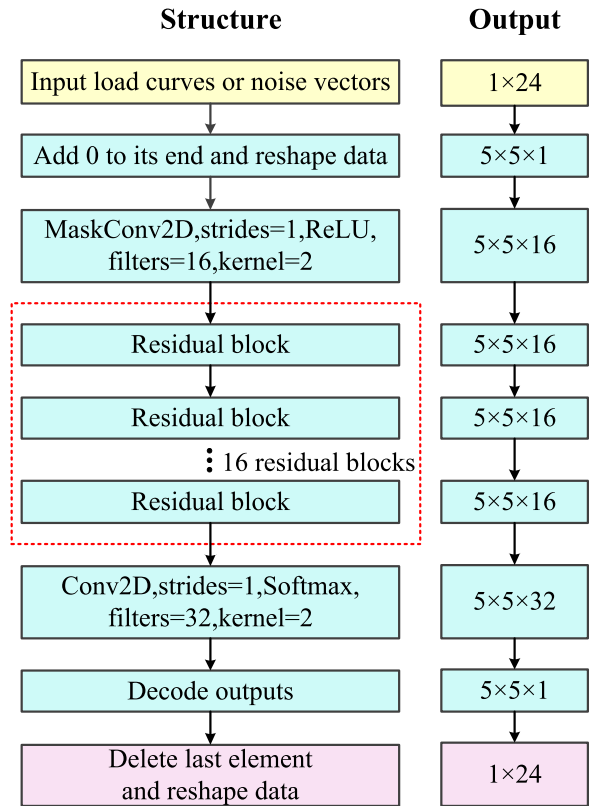 Structure
Output
Input load curves or noise vectors
1×24
Add 0 to its end and reshape data
5×5×1
MaskConv2D,strides=1,ReLU,
filters=16,kernel=2
5×5×16
Residual block
5×5×16
Residual block
5×5×16
16 residual blocks
Residual block
5×5×16
Conv2D,strides=1,Softmax,
filters=32,kernel=2
5×5×32
Decode outputs
5×5×1
Delete last element
and reshape data
1×24